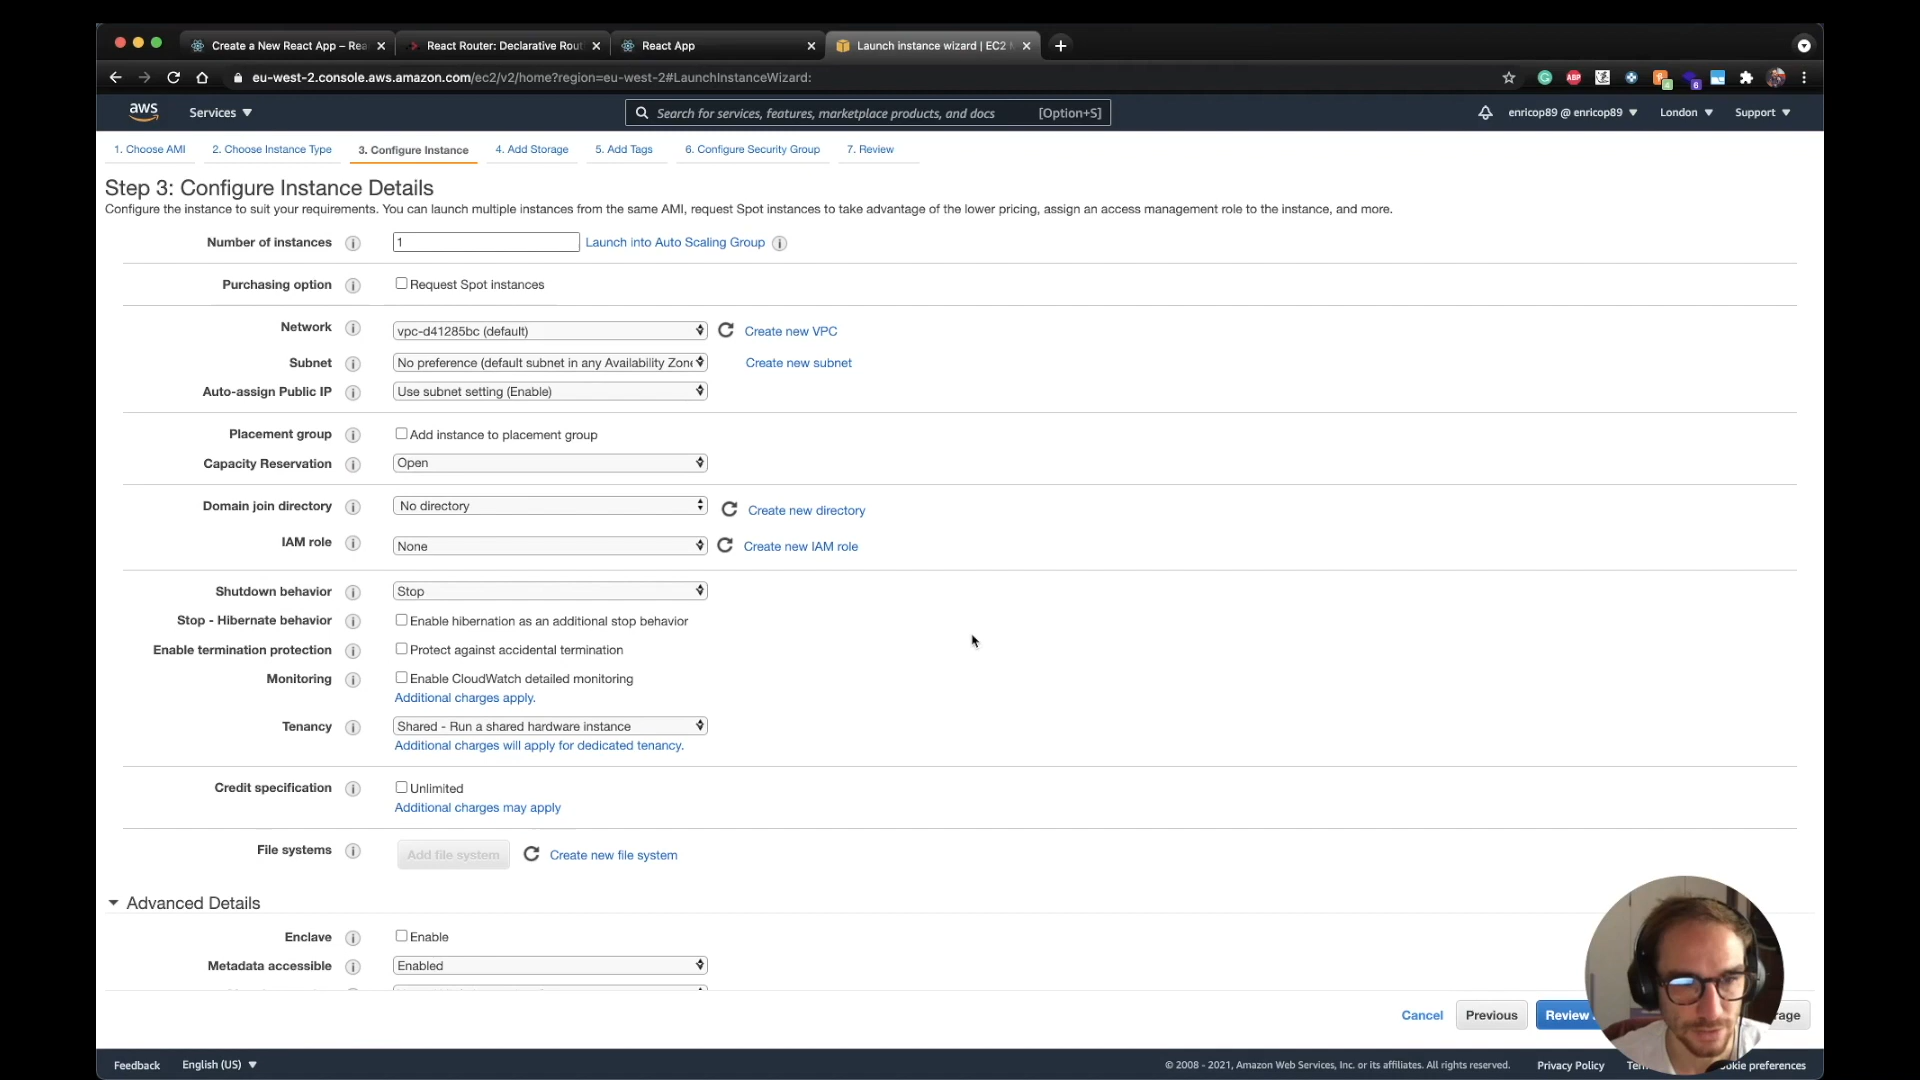 Create a New React App – Rea
React Router: Declarative Rout
React App
Launch instance wizard | EC2
eu-west-2.console.aws.amazon.com/ec2/v2/home?region=eu-west-2#LaunchInstanceWizard:
ABP
aws
Services
Search for services, features, marketplace products, and docs
[Option+S]
enricop89 @ enricop89
London
Support
1. Choose AMI
2. Choose Instance Type
3. Configure Instance
4. Add Storage
5. Add Tags
6. Configure Security Group
7. Review
Step 3: Configure Instance Details
Configure the instance to suit your requirements. You can launch multiple instances from the same AMI, request Spot instances to take advantage of the lower pricing, assign an access management role to the instance, and more.
Number of instances
1
Launch into Auto Scaling Group
Purchasing option
Request Spot instances
Network
vpc-d41285bc (default)
Create new VPC
Subnet
No preference (default subnet in any Availability Zone
Create new subnet
Auto-assign Public IP
Use subnet setting (Enable)
Placement group
Add instance to placement group
Capacity Reservation
Open
Domain join directory
No directory
Create new directory
IAM role
None
Create new IAM role
Shutdown behavior
Stop
Stop - Hibernate behavior
Enable hibernation as an additional stop behavior
Enable termination protection
Protect against accidental termination
Monitoring
Enable CloudWatch detailed monitoring
Additional charges apply.
Tenancy
Shared - Run a shared hardware instance
Additional charges will apply for dedicated tenancy.
Credit specification
Unlimited
Additional charges may apply
File systems
Add file system
Create new file system
Advanced Details
Enclave
Enable
Metadata accessible
Enabled
Cancel
Previous
Review
rage
Feedback
English (US)
© 2008 - 2021, Amazon Web Services, Inc. or its affiliates. All rights reserved.
Privacy Policy
Ter
okie preferences